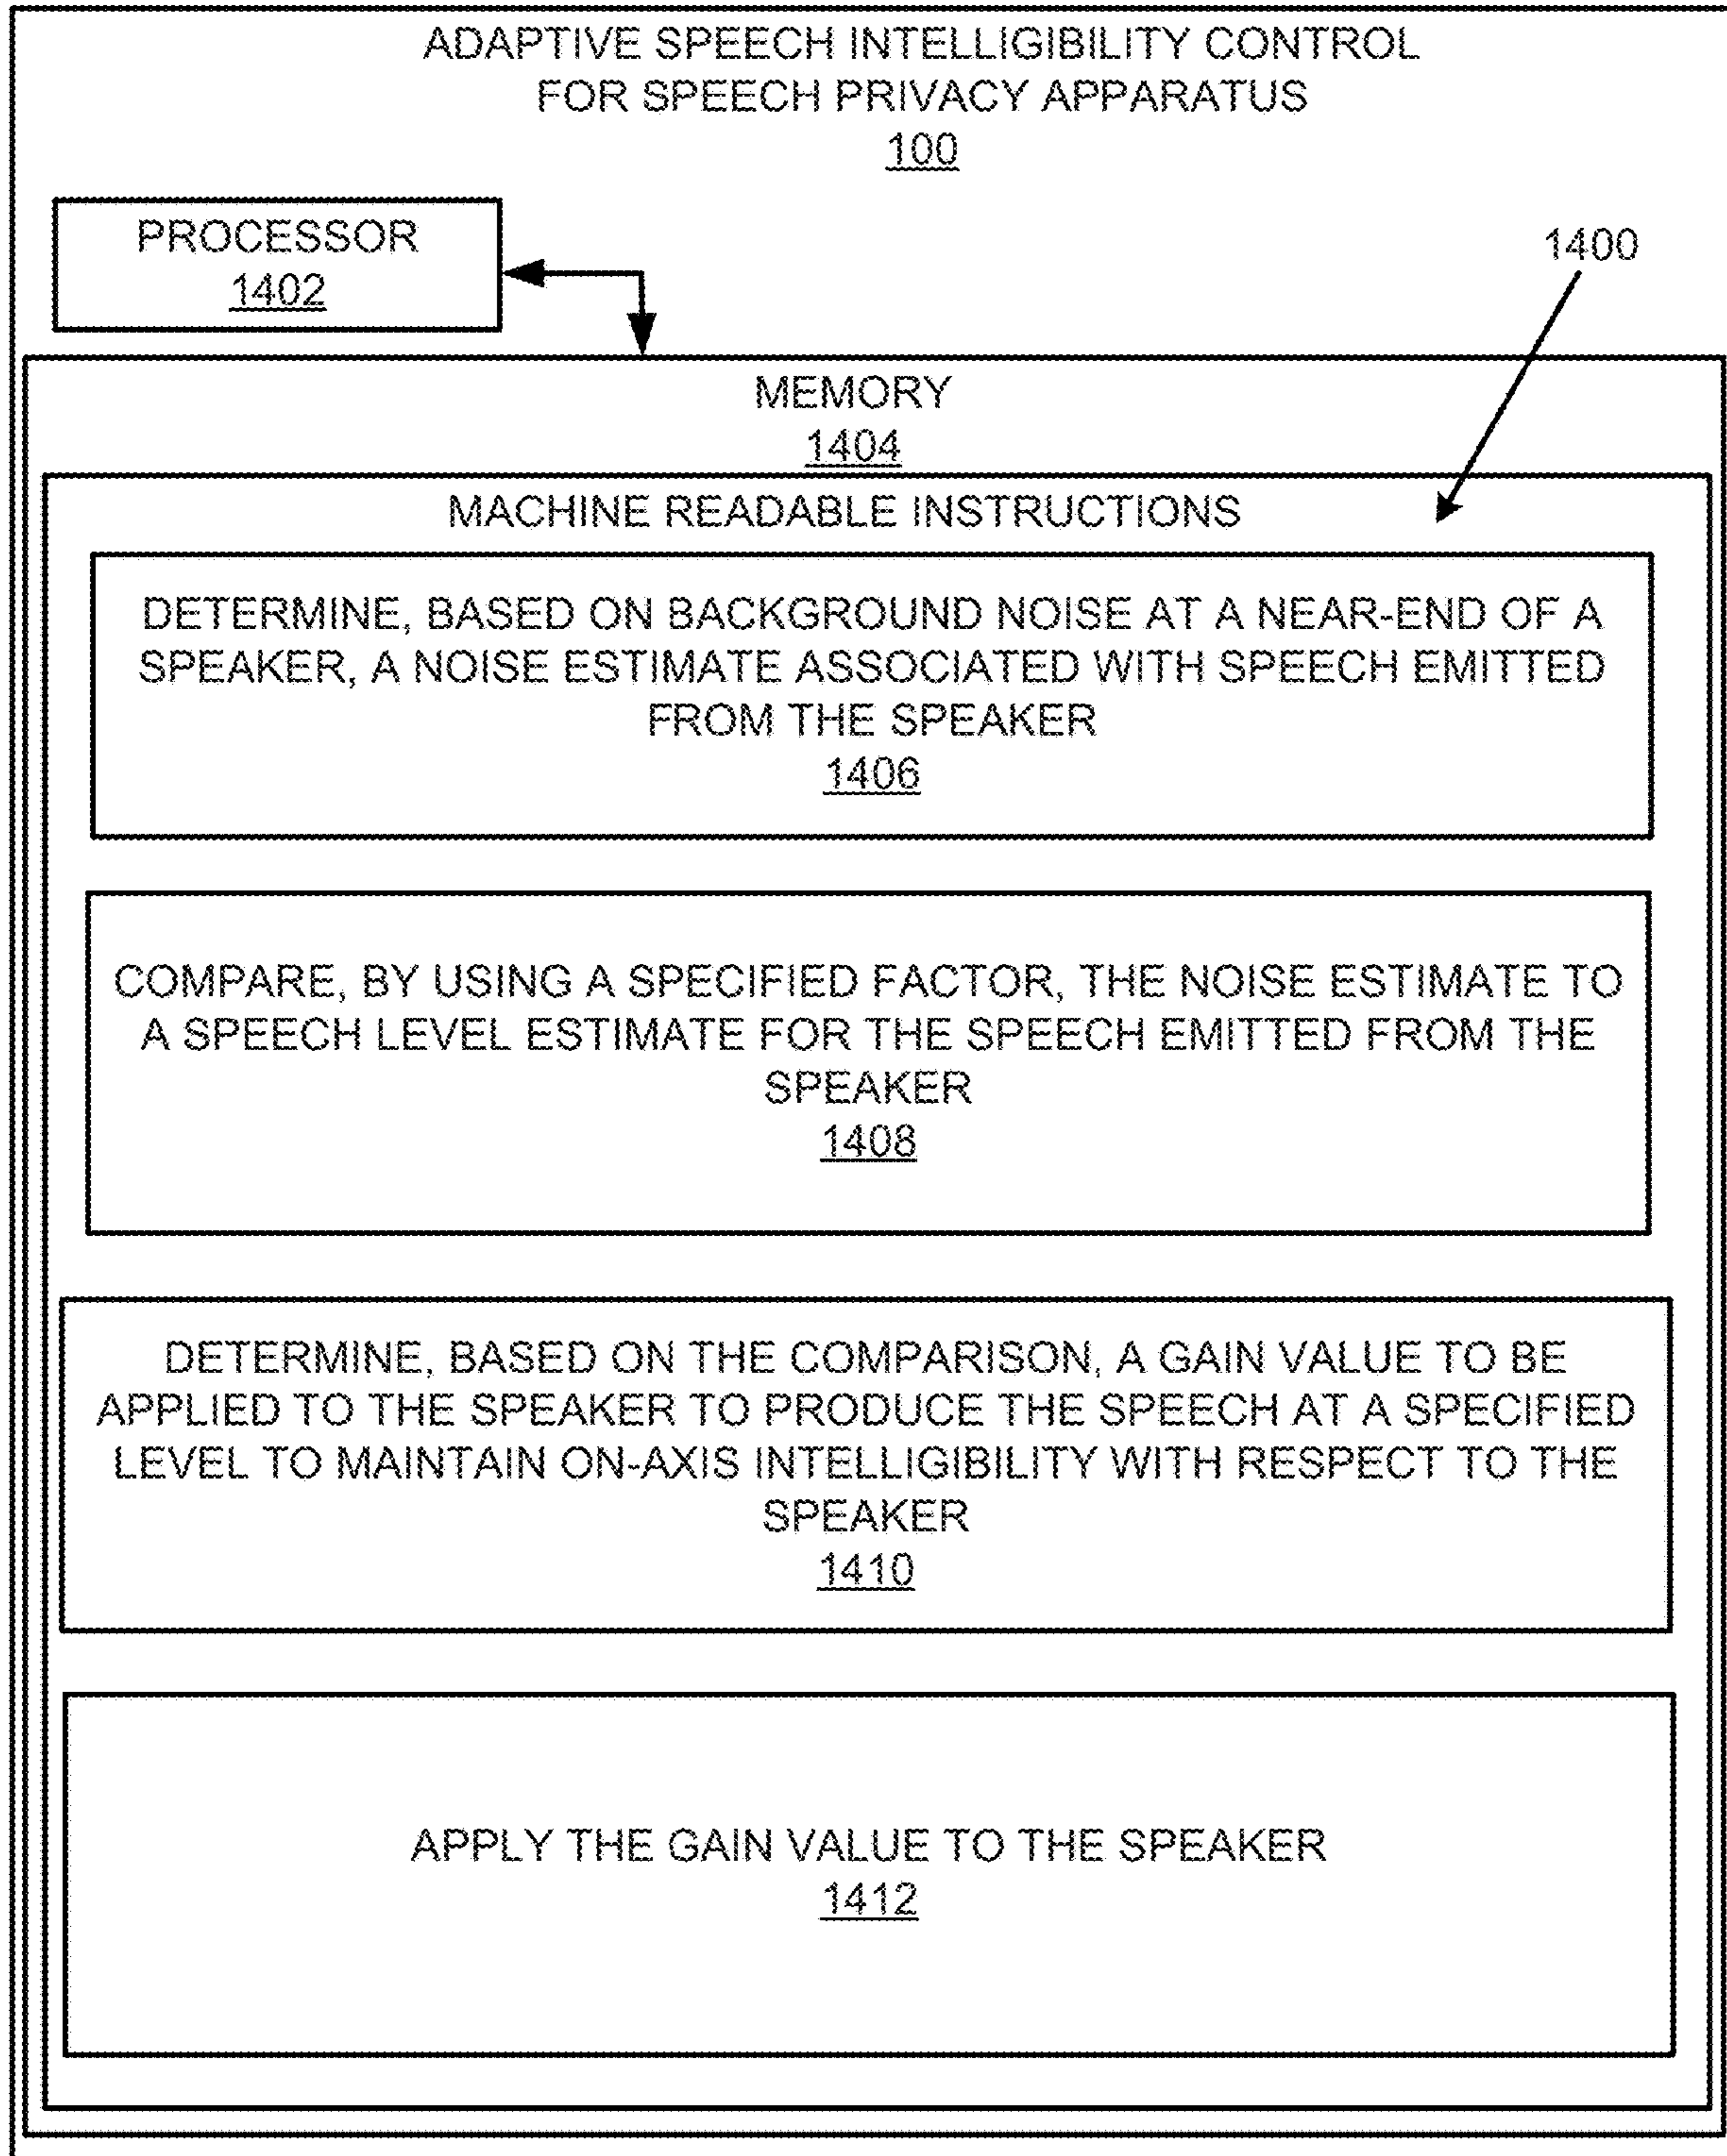 ADAPTIVE SPEECH INTELLIGIBILITY CONTROL
FOR SPEECH PRIVACY APPARATUS
100
PROCESSOR
1402
1400
MEMORY
1404
MACHINE READABLE INSTRUCTIONS
DETERMINE, BASED ON BACKGROUND NOISE AT A NEAR-END OF A
SPEAKER, A NOISE ESTIMATE ASSOCIATED WITH SPEECH EMITTED
FROM THE SPEAKER
1406
COMPARE, BY USING A SPECIFIED FACTOR, THE NOISE ESTIMATE TO
A SPEECH LEVEL ESTIMATE FOR THE SPEECH EMITTED FROM THE
SPEAKER
1408
DETERMINE, BASED ON THE COMPARISON, A GAIN VALUE TO BE
APPLIED TO THE SPEAKER TO PRODUCE THE SPEECH AT A SPECIFIED
LEVEL TO MAINTAIN ON-AXIS INTELLIGIBILITY WITH RESPECT TO THE
SPEAKER
1410
APPLY THE GAIN VALUE TO THE SPEAKER
1412